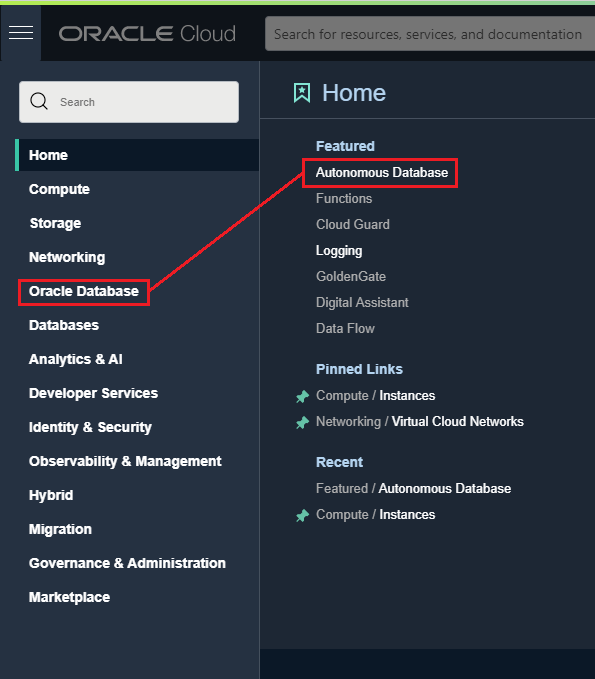 ORACLE Cloud
Search for resources, services, and documentation
Search
Home
Compute
Storage
Networking
Oracle Database
Databases
Analytics & AI
Developer Services
Identity & Security
Observability & Management
Hybrid
Migration
Governance & Administration
Marketplace
Home
Featured
Autonomous Database
Functions
Cloud Guard
Logging
GoldenGate
Digital Assistant
Data Flow
Pinned Links
Compute / Instances
Networking / Virtual Cloud Networks
Recent
Featured / Autonomous Database
Compute / Instances